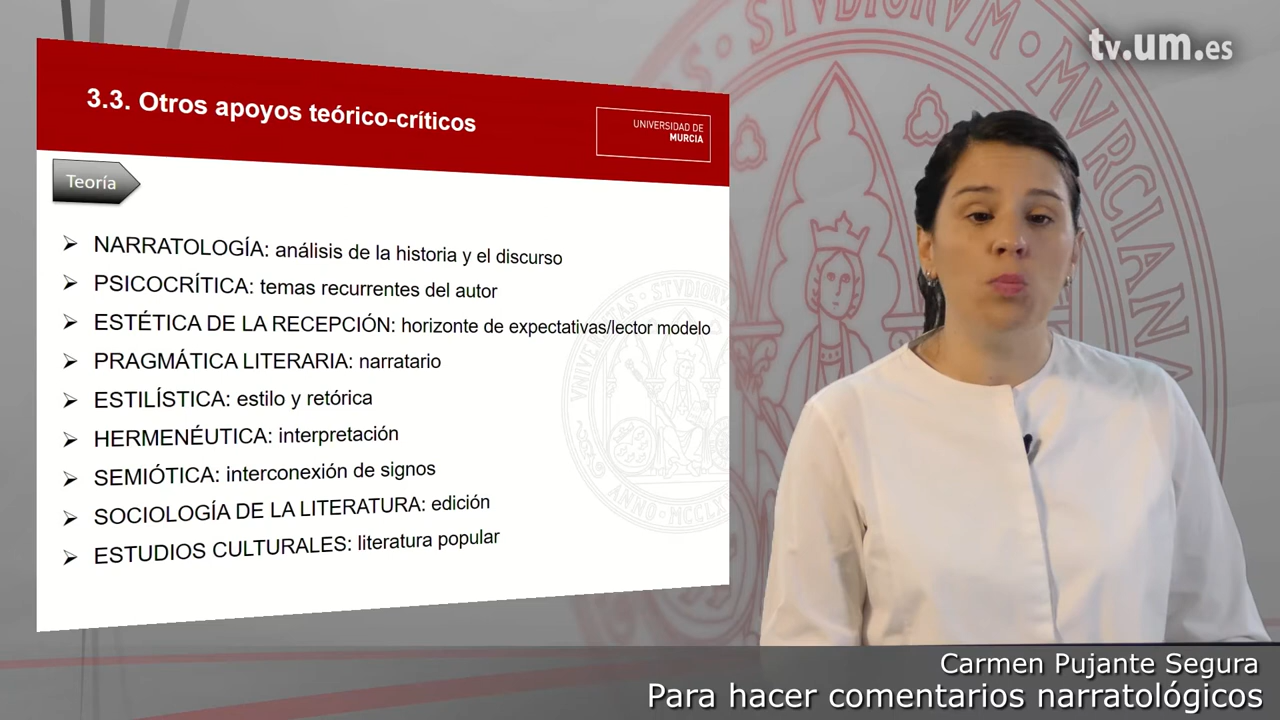 tv.um.es
3.3. Otros apoyos teórico-críticos
UNIVERSIDAD DE
MURCIA
Teoría
NARRATOLOGÍA: análisis de la historia y el discurso
PSICOCRÍTICA: temas recurrentes del autor
ESTÉTICA DE LA RECEPCIÓN: horizonte de expectativas/lector modelo
PRAGMÁTICA LITERARIA: narratario
ESTILÍSTICA: estilo y retórica
HERMENÉUTICA: interpretación
SEMIÓTICA: interconexión de signos
SOCIOLOGÍA DE LA LITERATURA: edición
ESTUDIOS CULTURALES: literatura popular
Carmen Pujante Segura
Para hacer comentarios narratológicos